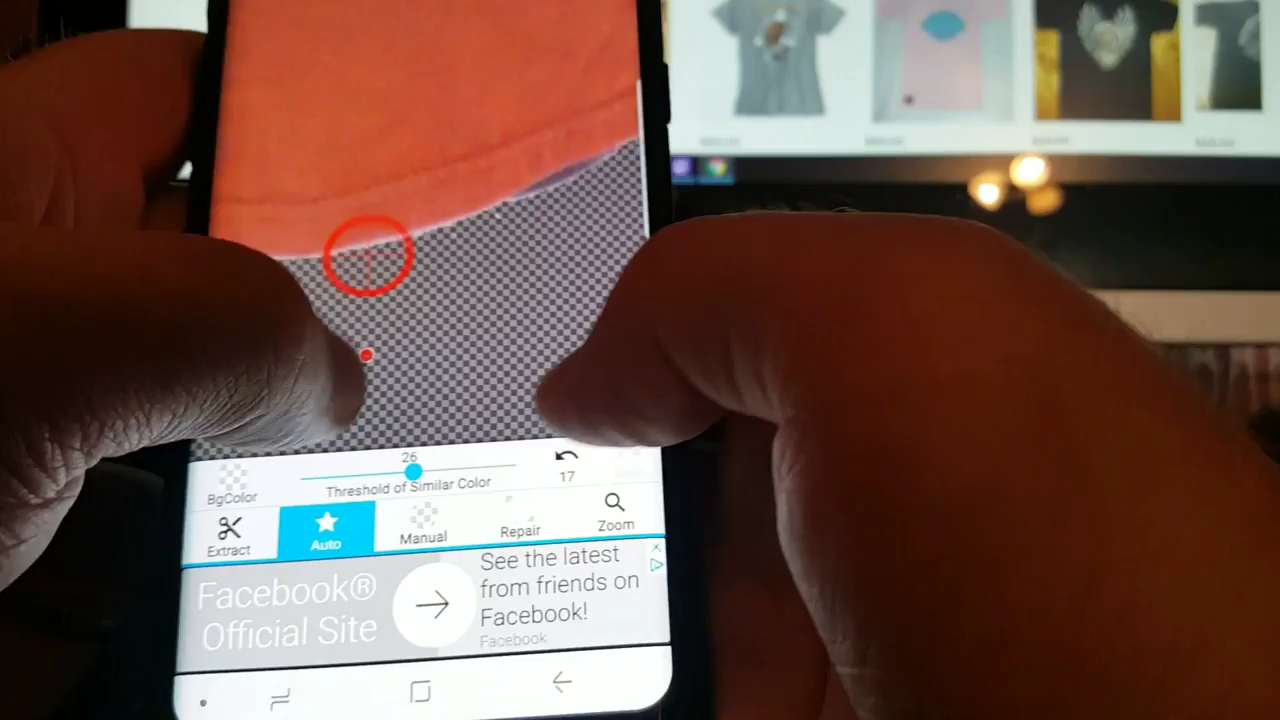 26
Threshold of Similar Color
17
BgColor
Extract
Auto
Manual
Repair
Zoom
Facebook®
Official Site
See the latest
from friends on
Facebook!
Facebook